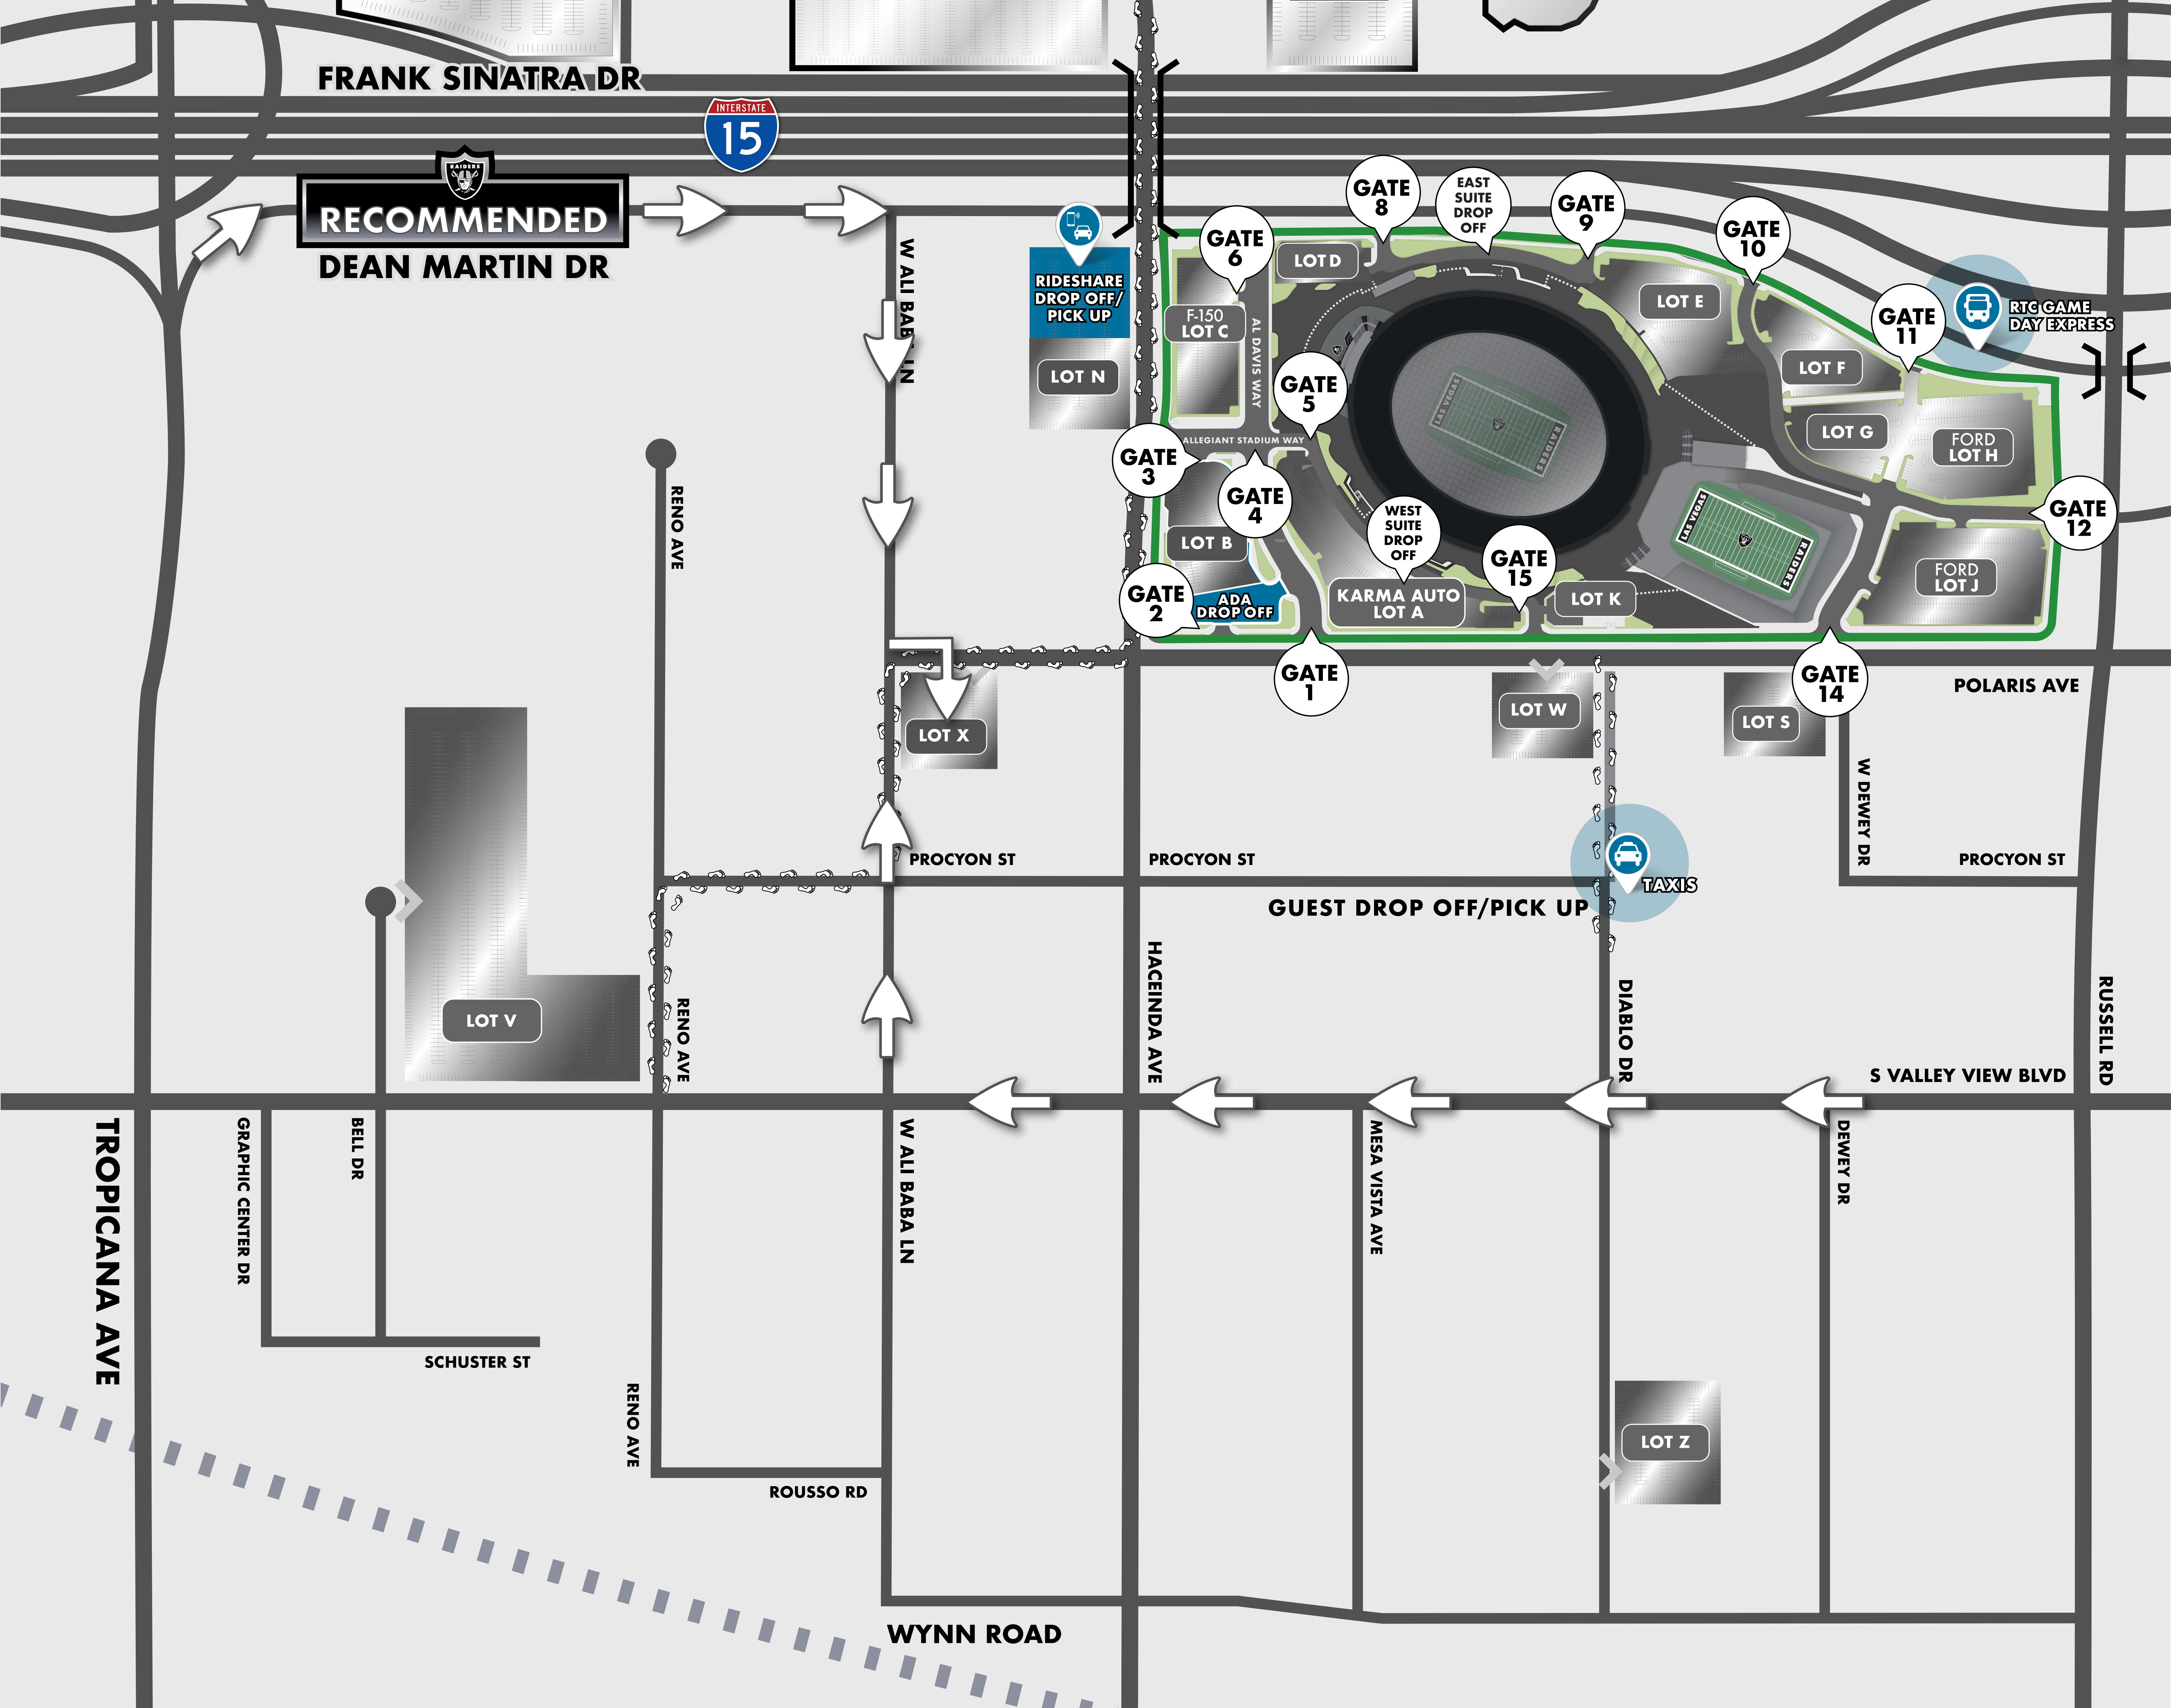 FRANK SINATRA DR
INTERSTATE
15
RAIDERS
RECOMMENDED
DEAN MARTIN DR
W ALI BABA LN
RIDESHARE
DROP OFF/
PICK UP
LOT N
GATE
6
LOT D
GATE
8
EAST
SUITE
DROP
OFF
GATE
9
GATE
10
GATE
11
RTC GAME
DAY EXPRESS
F-150
LOT C
AL DAVIS WAY
LOT E
LOT F
LOT G
FORD
LOT H
GATE
5
LAS VEGAS
RAIDERS
ALLEGIANT STADIUM WAY
GATE
3
GATE
4
WEST
SUITE
DROP
OFF
GATE
15
LAS VEGAS
RAIDERS
GATE
12
LOT B
GATE
2
ADA
DROP OFF
KARMA AUTO
LOT A
LOT K
FORD
LOT J
RENO AVE
GATE
1
LOT W
LOT S
GATE
14
POLARIS AVE
LOT X
W DEWEY DR
PROCYON ST
PROCYON ST
PROCYON ST
TAXIS
GUEST DROP OFF/PICK UP
LOT V
RENO AVE
HACEINDA AVE
DIABLO DR
RUSSELL RD
S VALLEY VIEW BLVD
TROPICANA AVE
GRAPHIC CENTER DR
BELL DR
W ALI BABA LN
MESA VISTA AVE
DEWEY DR
SCHUSTER ST
RENO AVE
ROUSSO RD
LOT Z
WYNN ROAD